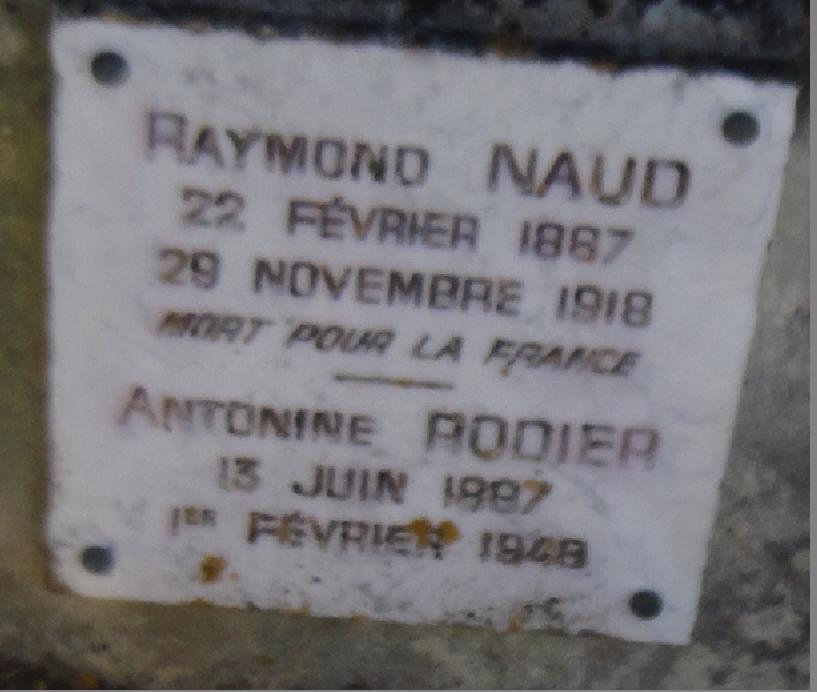 RAYMOND NAUD
22 FÉVRIER 1887
29 NOVEMBRE 1918
MORT POUR LA FRANCE
ANTONINE RODIER
13 JUIN 1887
1ER FÉVRIER 1948